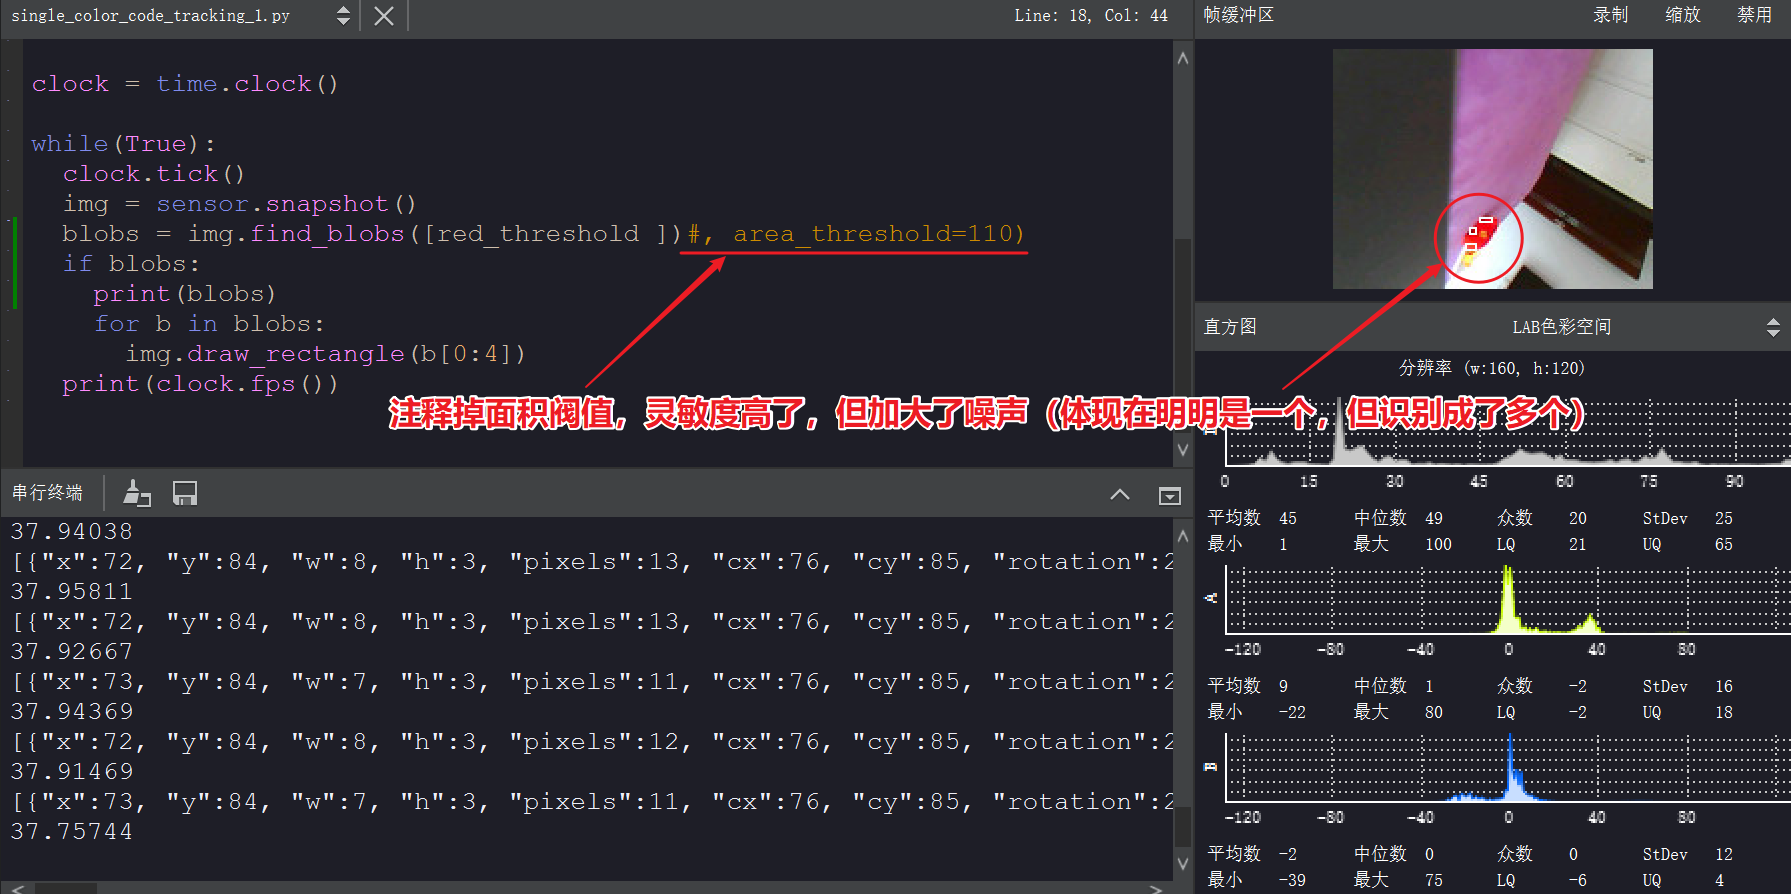 single_color_code_tracking_1.py
Line: 18, Col: 44
clock = time.clock()
while(True):
clock.tick()
img = sensor.snapshot()
blobs = img.find_blobs([red_threshold ])#, area_threshold=110)
if blobs:
print(blobs)
for b in blobs:
img.draw_rectangle(b[0:4])
print(clock.fps())
注释掉面积阀值，灵敏度高了，但加大了噪声（体现在明明是一个，但识别成了多个）
串行终端
37.94038
[{"x":72, "y":84, "w":8, "h":3, "pixels":13, "cx":76, "cy":85, "rotation":2
37.95811
[{"x":72, "y":84, "w":8, "h":3, "pixels":13, "cx":76, "cy":85, "rotation":2
37.92667
[{"x":73, "y":84, "w":7, "h":3, "pixels":11, "cx":76, "cy":85, "rotation":2
37.94369
[{"x":72, "y":84, "w":8, "h":3, "pixels":12, "cx":76, "cy":85, "rotation":2
37.91469
[{"x":73, "y":84, "w":7, "h":3, "pixels":11, "cx":76, "cy":85, "rotation":2
37.75744
帧缓冲区 录制 缩放 禁用
直方图 LAB色彩空间
分辨率 (w:160, h:120)
0 15 30 45 60 75 90
平均数 45 中位数 49 众数 20 StDev 25
最小 1 最大 100 LQ 21 UQ 65
A
-120 -80 -40 0 40 80
平均数 9 中位数 1 众数 -2 StDev 16
最小 -22 最大 80 LQ -2 UQ 18
B
-120 -80 -40 0 40 80
平均数 -2 中位数 0 众数 0 StDev 12
最小 -39 最大 75 LQ -6 UQ 4